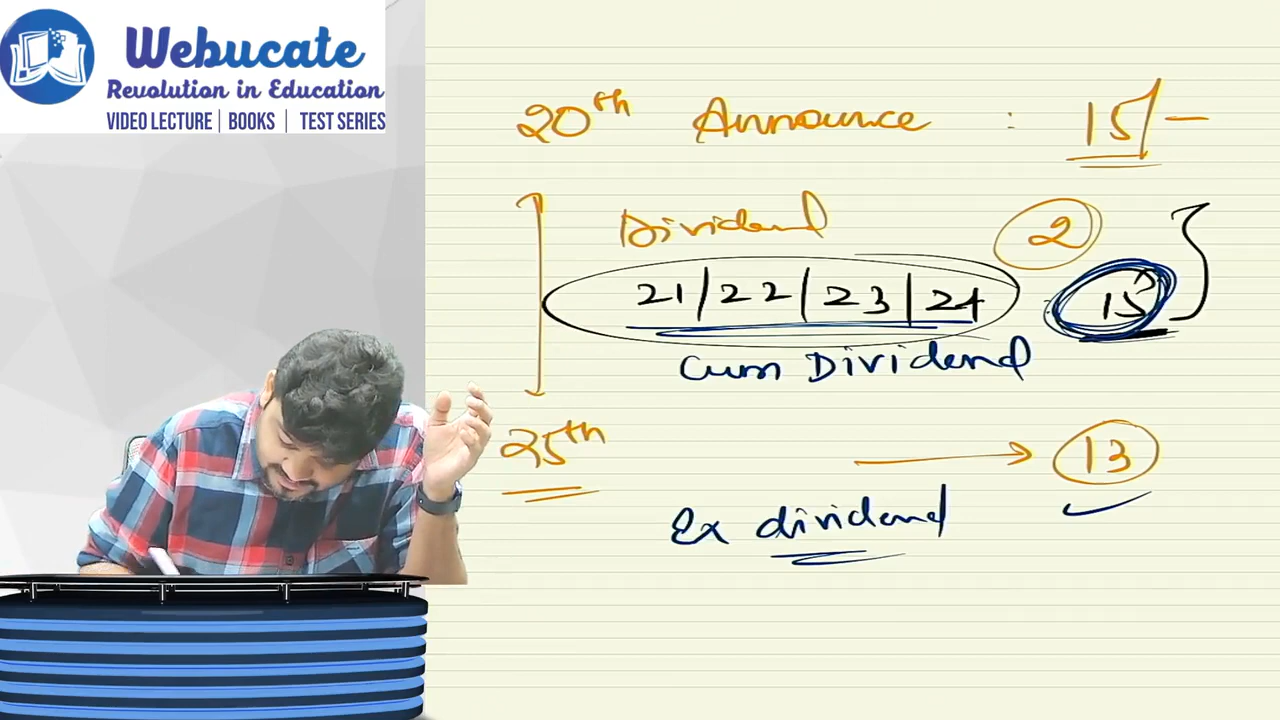 Webucate
Revolution in Education
VIDEO LECTURE | BOOKS | TEST SERIES
20th Announce : 15/-
Dividend 2
21 | 22 | 23 | 24 15
Cum Dividend
25th → 13
Ex dividend